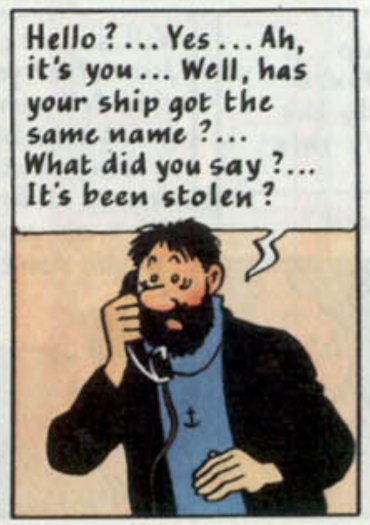 Hello ? ... Yes ... Ah,
it's you ... Well, has
your ship got the
same name ? ...
What did you say ? ...
It's been stolen ?